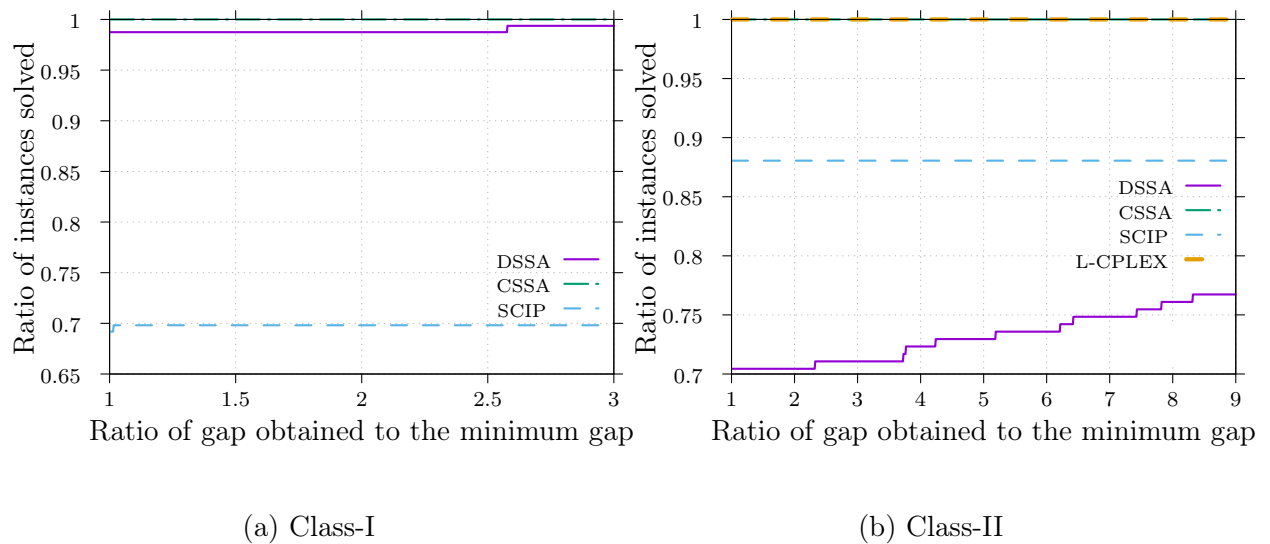 Ratio of instances solved
1
0.95
0.9
0.85
0.8
0.75
0.7
0.65
DSSA
CSSA
SCIP
1 1.5 2 2.5 3
Ratio of gap obtained to the minimum gap
(a) Class-I
Ratio of instances solved
1
0.95
0.9
0.85
0.8
0.75
0.7
DSSA
CSSA
SCIP
L-CPLEX
1 2 3 4 5 6 7 8 9
Ratio of gap obtained to the minimum gap
(b) Class-II